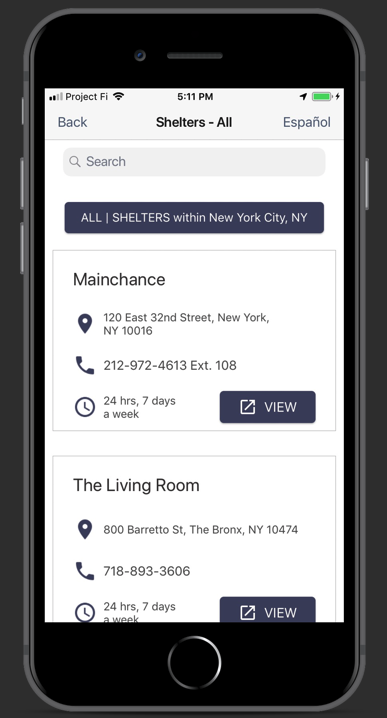 Project Fi 5:11 PM
Back Shelters - All Español
Search
ALL | SHELTERS within New York City, NY
Mainchance
120 East 32nd Street, New York,
NY 10016
212-972-4613 Ext. 108
24 hrs, 7 days
a week
VIEW
The Living Room
800 Barretto St, The Bronx, NY 10474
718-893-3606
24 hrs, 7 days
a week
VIEW